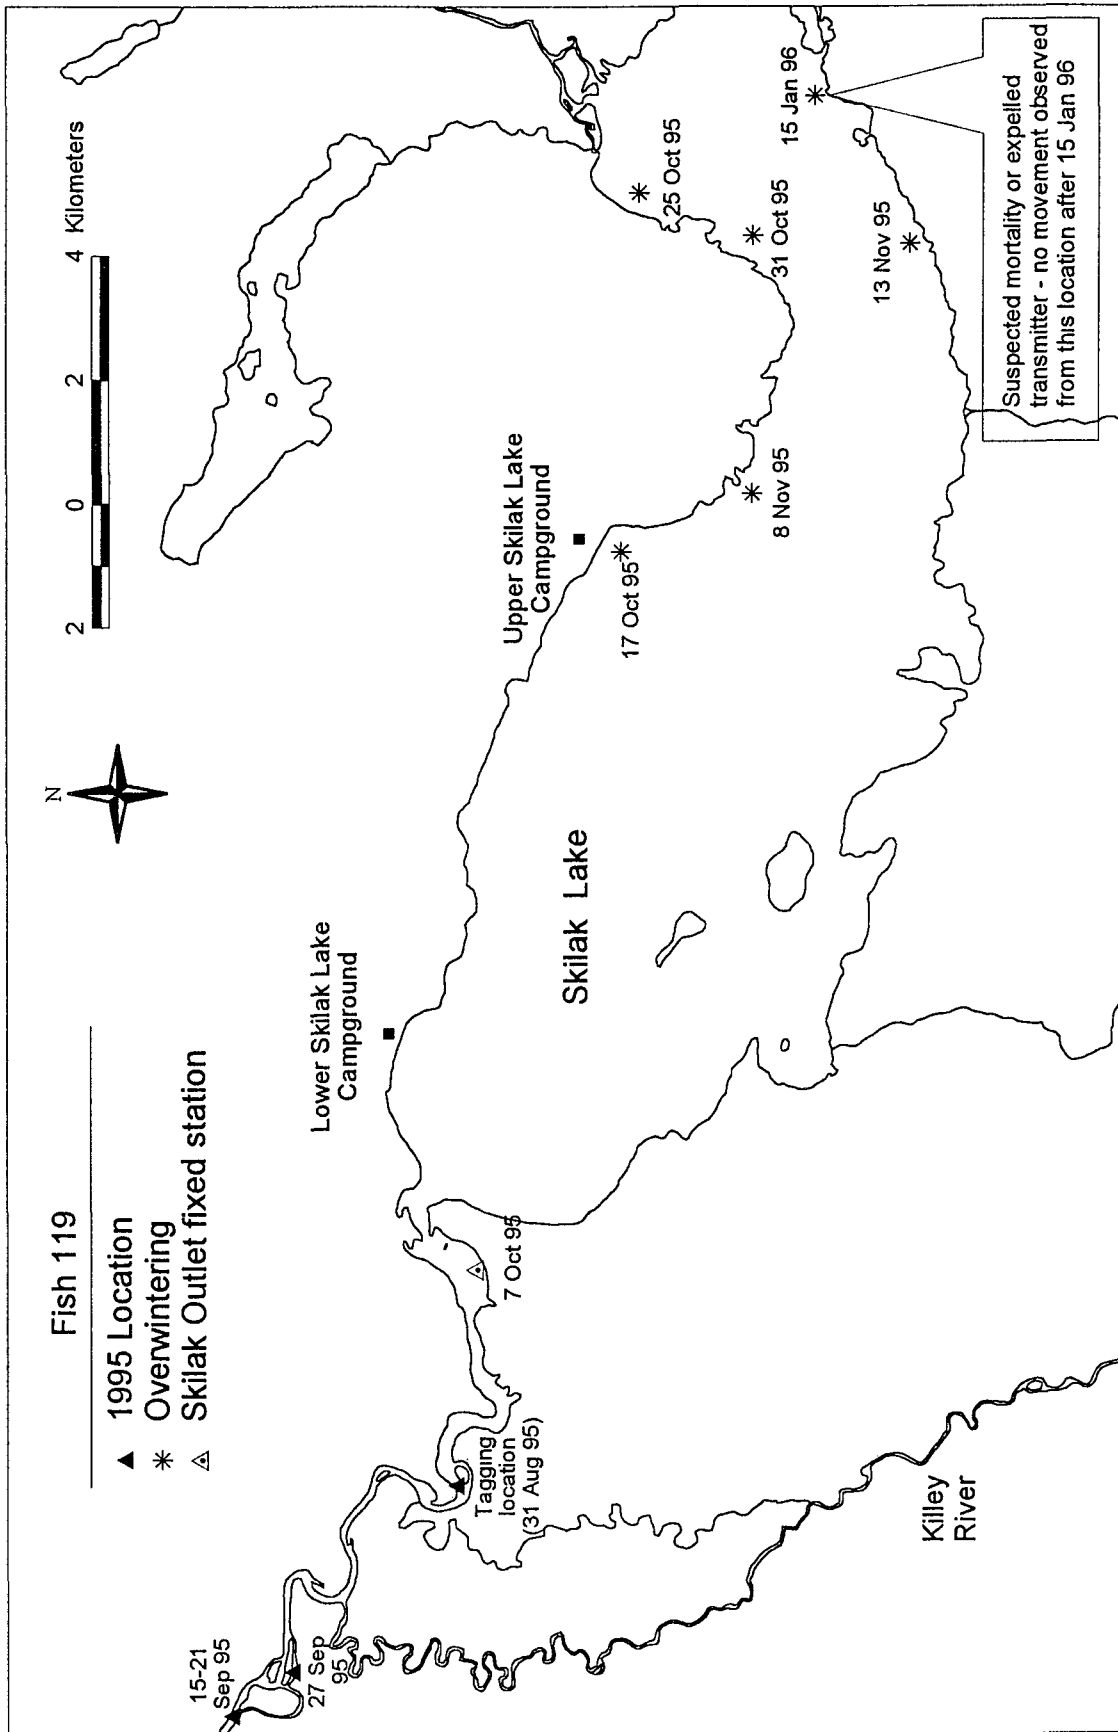 Fish 119
1995 Location
Overwintering
Skilak Outlet fixed station
N
2 0 2 4 Kilometers
15-21
Sep 95
27 Sep
95
Tagging
location
(31 Aug 95)
7 Oct 95
Killey
River
Lower Skilak Lake
Campground
Skilak Lake
Upper Skilak Lake
Campground
17 Oct 95
8 Nov 95
25 Oct 95
31 Oct 95
13 Nov 95
15 Jan 96
Suspected mortality or expelled
transmitter - no movement observed
from this location after 15 Jan 96